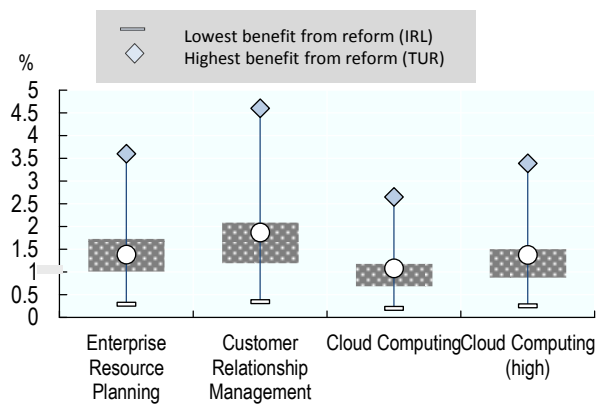 Lowest benefit from reform (IRL)
Highest benefit from reform (TUR)
%
5
4.5
4
3.5
3
2.5
2
1.5
1
0.5
0
Enterprise
Resource
Planning
Customer
Relationship
Management
Cloud Computing
Cloud Computing
(high)